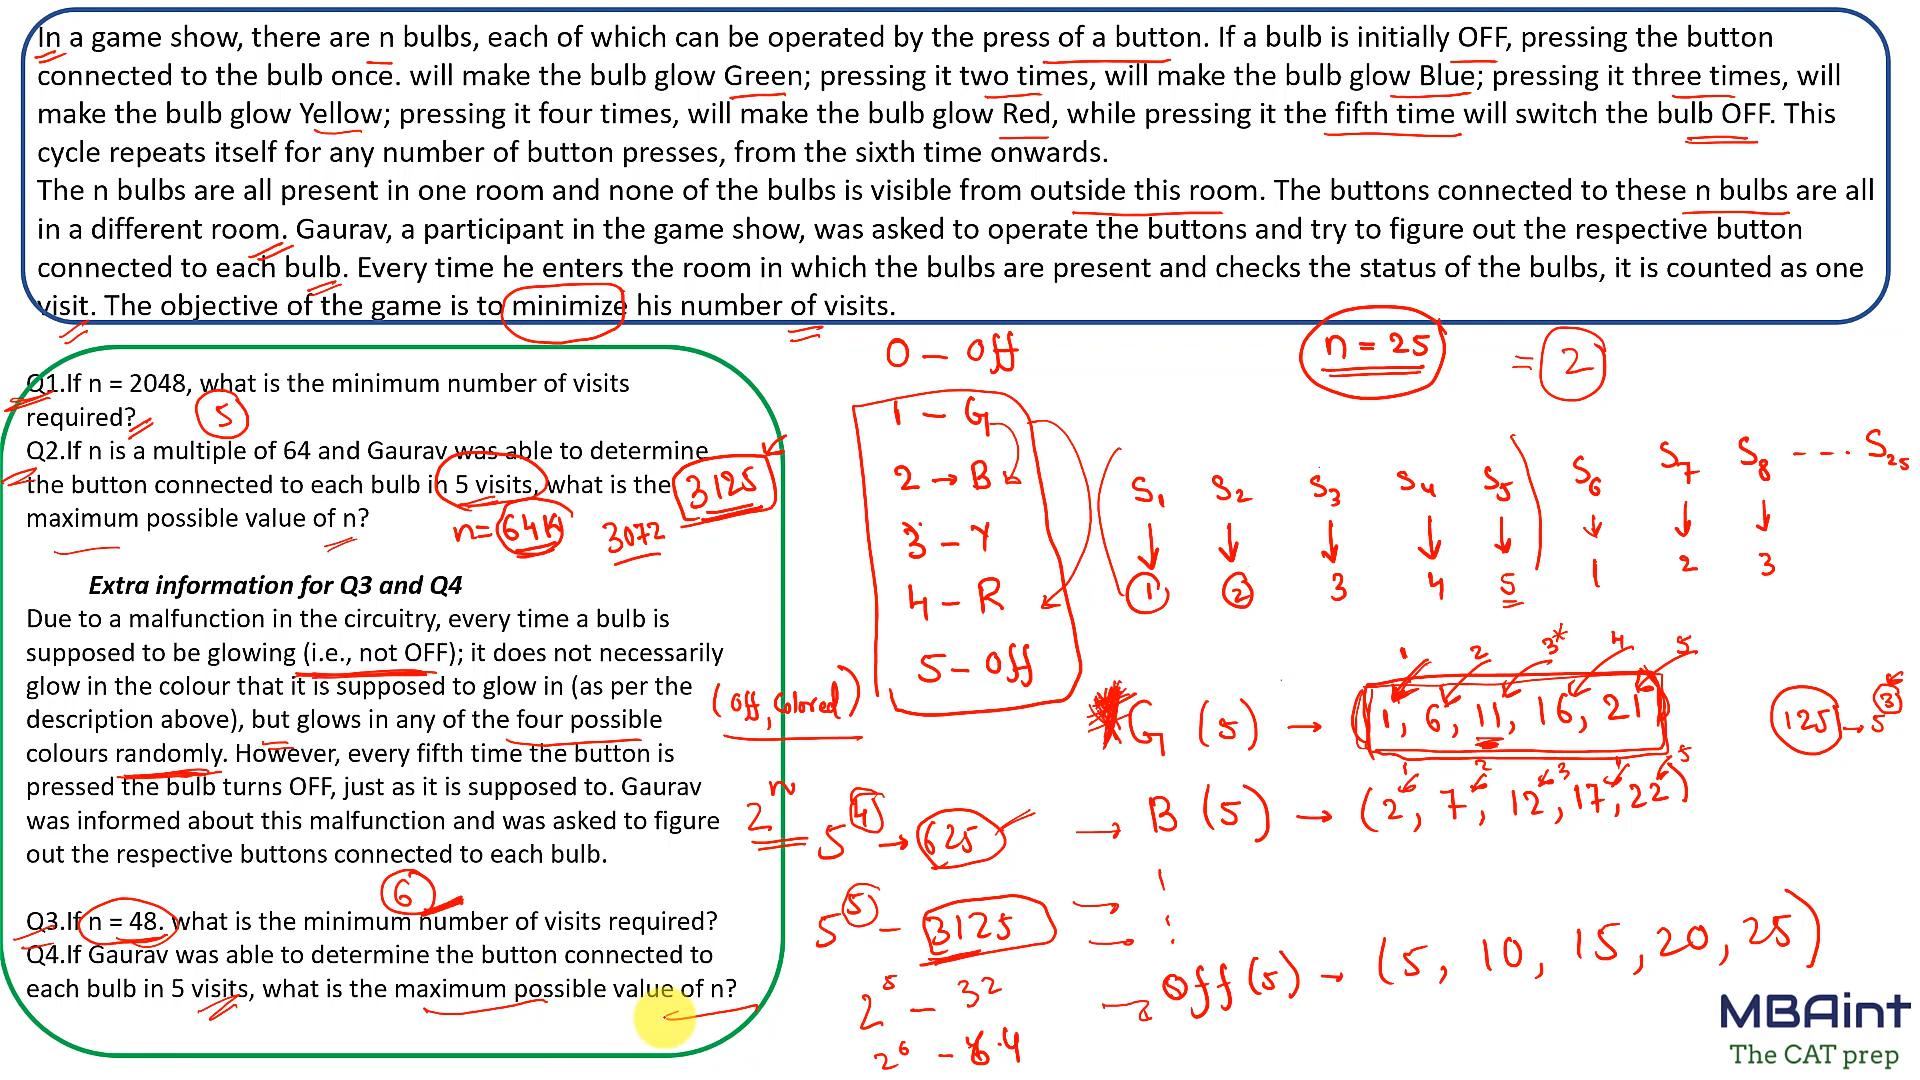 In a game show, there are n bulbs, each of which can be operated by the press of a button. If a bulb is initially OFF, pressing the button
connected to the bulb once. will make the bulb glow Green; pressing it two times, will make the bulb glow Blue; pressing it three times, will
make the bulb glow Yellow; pressing it four times, will make the bulb glow Red, while pressing it the fifth time will switch the bulb OFF. This
cycle repeats itself for any number of button presses, from the sixth time onwards.
The n bulbs are all present in one room and none of the bulbs is visible from outside this room. The buttons connected to these n bulbs are all
in a different room. Gaurav, a participant in the game show, was asked to operate the buttons and try to figure out the respective button
connected to each bulb. Every time he enters the room in which the bulbs are present and checks the status of the bulbs, it is counted as one
visit. The objective of the game is to minimize his number of visits.
Q1.If n = 2048, what is the minimum number of visits
required? 5
Q2.If n is a multiple of 64 and Gaurav was able to determine
the button connected to each bulb in 5 visits, what is the 3125
maximum possible value of n? n=64K 3072
Extra information for Q3 and Q4
Due to a malfunction in the circuitry, every time a bulb is
supposed to be glowing (i.e., not OFF); it does not necessarily
glow in the colour that it is supposed to glow in (as per the
description above), but glows in any of the four possible
colours randomly. However, every fifth time the button is
pressed the bulb turns OFF, just as it is supposed to. Gaurav
was informed about this malfunction and was asked to figure
out the respective buttons connected to each bulb.
6
Q3.If n = 48. what is the minimum number of visits required?
Q4.If Gaurav was able to determine the button connected to
each bulb in 5 visits, what is the maximum possible value of n?
0 - Off
1 - G
2 → B
3 - Y
4 - R
5 - Off
(Off, Colored)
n = 25 = 2
S1 S2 S3 S4 S5 S6 S7 S8 ---- S25
1 2 3 4 5 1 2 3
1 2 3* 4 5
G (5) → (1, 6, 11, 16, 21) 125 → 5^3
1 2 3 4 5
B (5) → (2, 7, 12, 17, 22)
Off (5) → (5, 10, 15, 20, 25)
2^n
5^4 → 625
5^5 - 3125
2^5 - 32
2^6 - 64
MBAint
The CAT prep